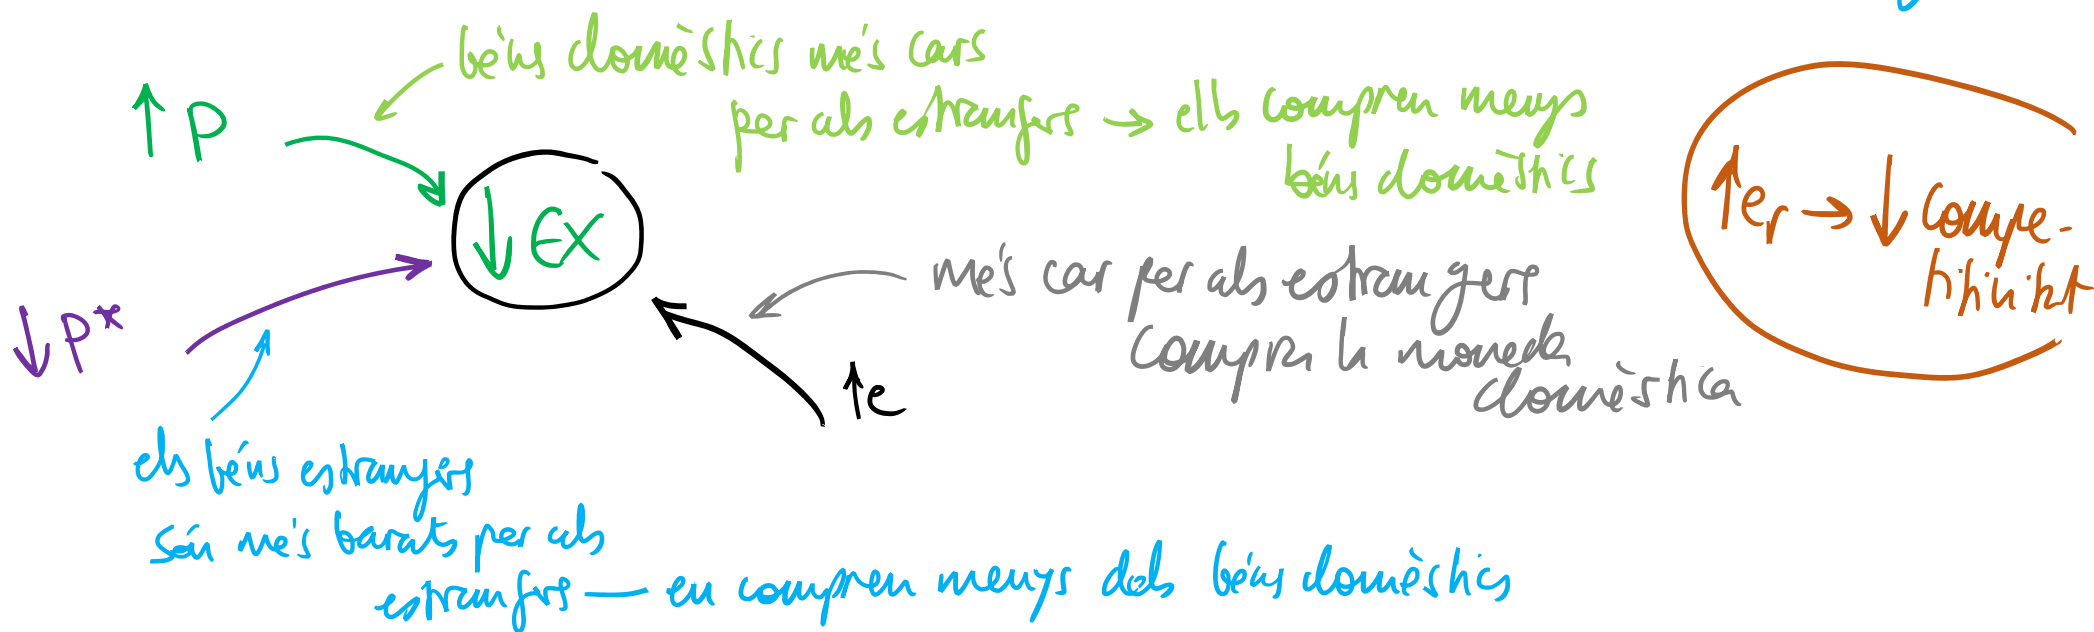 béns domèstics més cars
per als estrangers → ells compren menys
béns domèstics
↑ P
↓ EX
↑er → ↓ compe-
titivitat
més car per als estrangers
comprar la moneda
domèstica
↓ P*
↑e
els béns estrangers
són més barats per als
estrangers — en compren menys dels béns domèstics